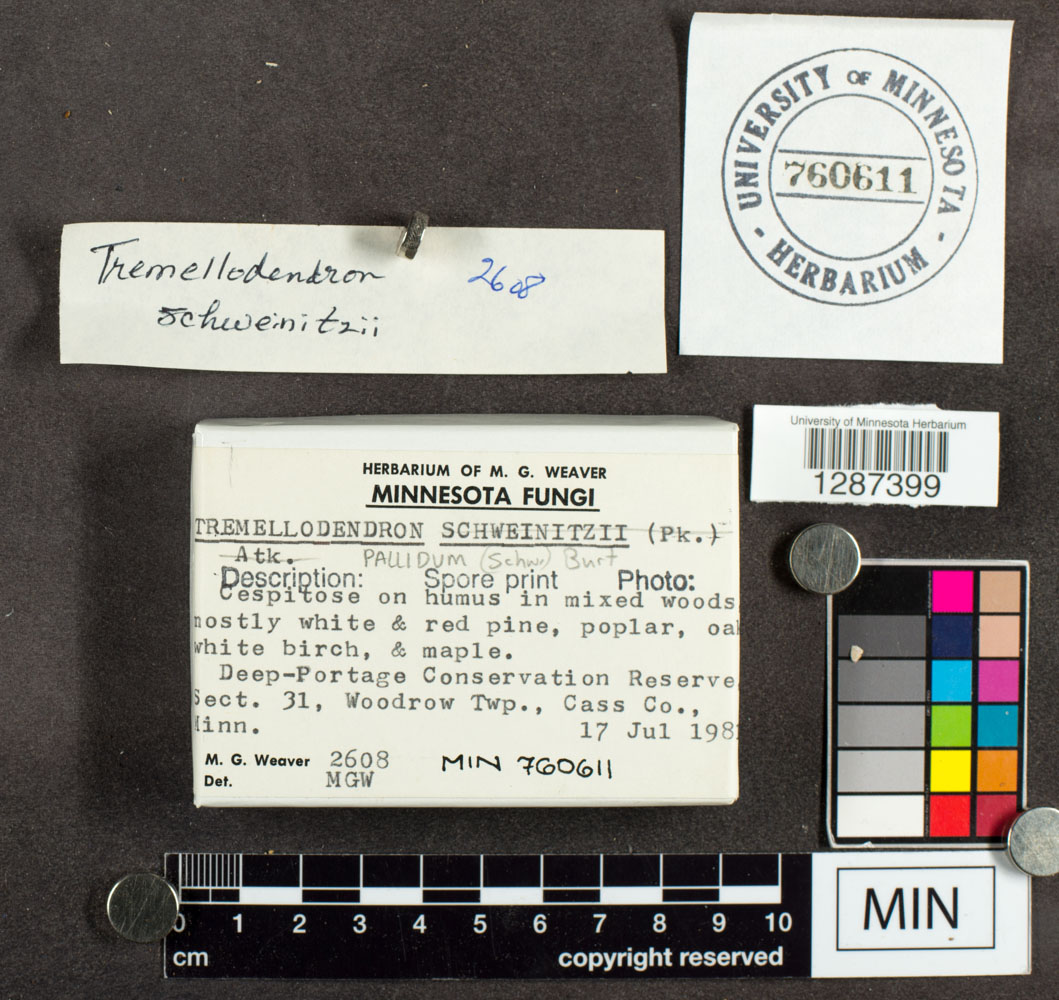 UNIVERSITY OF MINNESOTA
760611
- HERBARIUM -
Tremellodendron 2608
schweinitzii
University of Minnesota Herbarium
1287399
HERBARIUM OF M. G. WEAVER
MINNESOTA FUNGI
TREMELLODENDRON SCHWEINITZII (Pk.)
Atk. PALLIDUM (Schw.) Burt
Description: Spore print Photo:
Cespitose on humus in mixed woods
mostly white & red pine, poplar, oa
white birch, & maple.
Deep-Portage Conservation Reserve
Sect. 31, Woodrow Twp., Cass Co.,
Minn. 17 Jul 198
M. G. Weaver 2608 MIN 760611
Det. MGW
0 1 2 3 4 5 6 7 8 9 10
cm copyright reserved
MIN